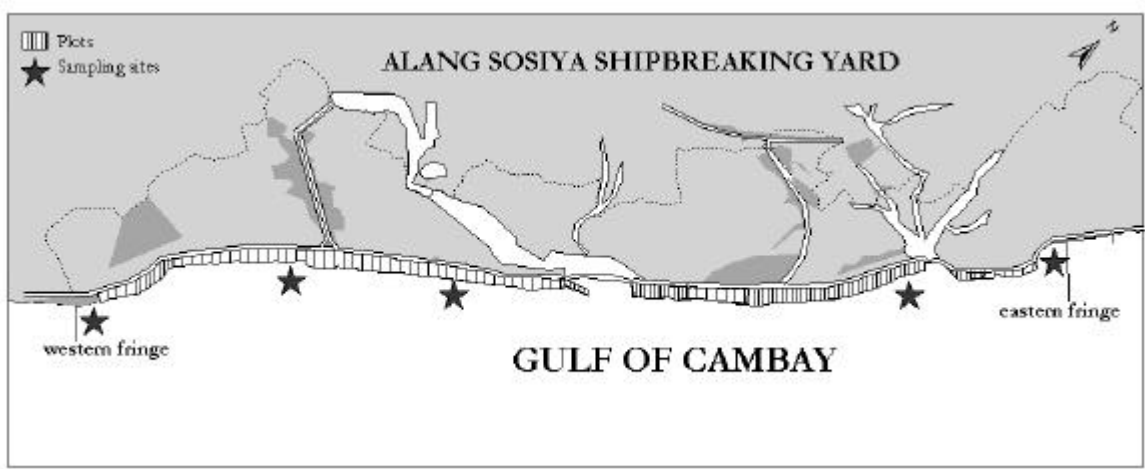 Plots
Sampling sites
ALANG SOSIYA SHIPBREAKING YARD
N
western fringe
eastern fringe
GULF OF CAMBAY